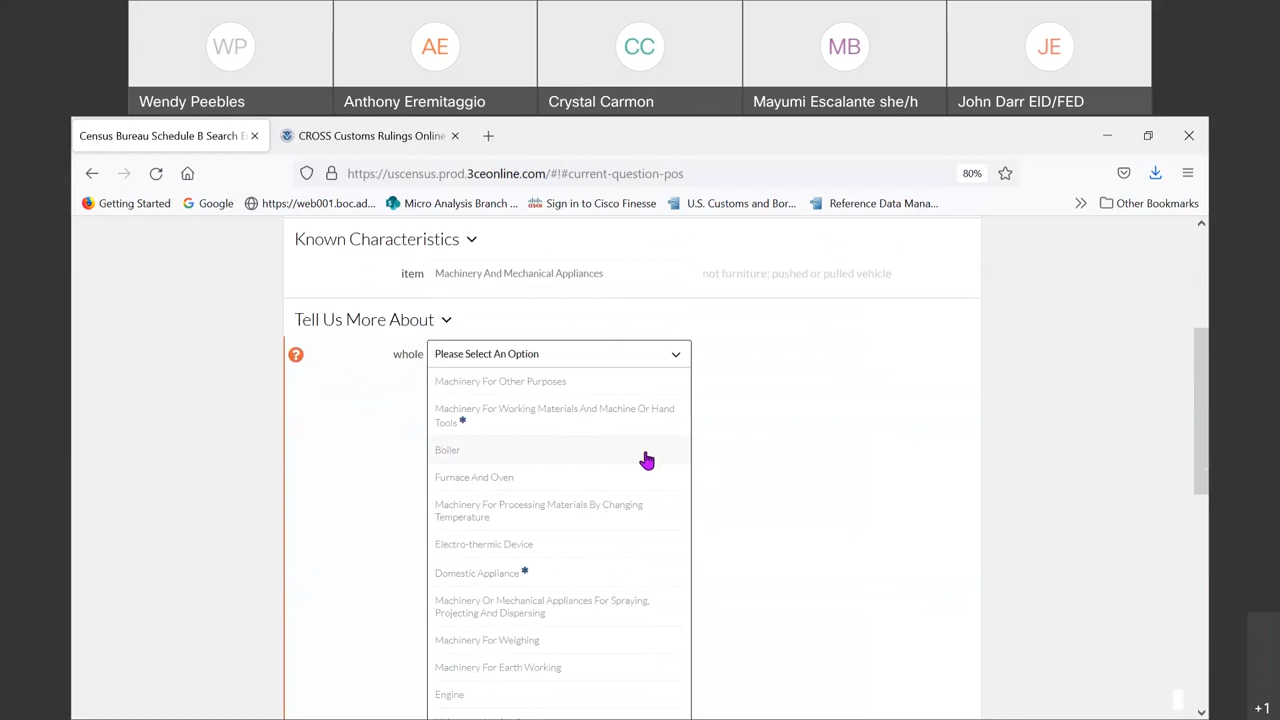 WP
AE
CC
MB
JE
Wendy Peebles
Anthony Eremitaggio
Crystal Carmon
Mayumi Escalante she/h
John Darr EID/FED
Census Bureau Schedule B Search E
CROSS Customs Rulings Online
https://uscensus.prod.3ceonline.com/#!#current-question-pos
80%
Getting Started
Google
https://web001.boc.ad...
Micro Analysis Branch ...
Sign in to Cisco Finesse
U.S. Customs and Bor...
Reference Data Mana...
Other Bookmarks
Known Characteristics
item
Machinery And Mechanical Appliances
not furniture; pushed or pulled vehicle
Tell Us More About
?
whole
Please Select An Option
Machinery For Other Purposes
Machinery For Working Materials And Machine Or Hand
Tools *
Boiler
Furnace And Oven
Machinery For Processing Materials By Changing
Temperature
Electro-thermic Device
Domestic Appliance *
Machinery Or Mechanical Appliances For Spraying,
Projecting And Dispersing
Machinery For Weighing
Machinery For Earth Working
Engine
+1